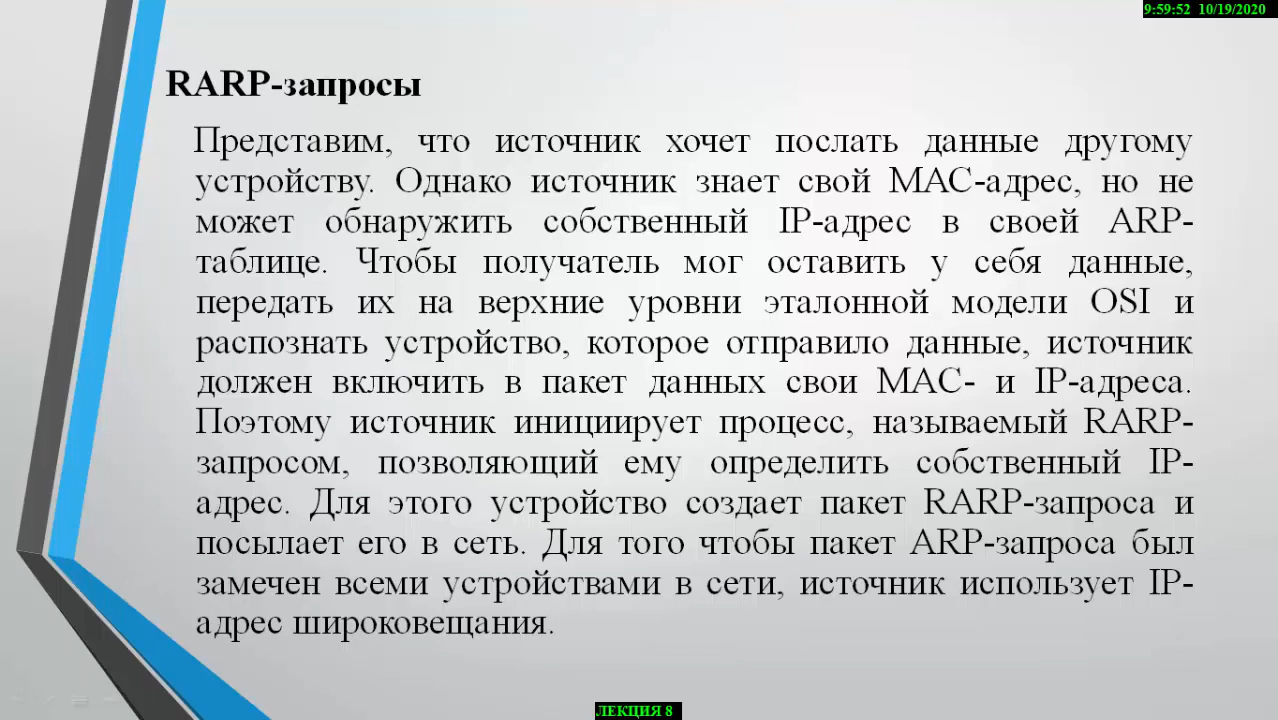 9:59:52 10/19/2020
RARP-запросы
Представим, что источник хочет послать данные другому
устройству. Однако источник знает свой MAC-адрес, но не
может обнаружить собственный IP-адрес в своей ARP-
таблице. Чтобы получатель мог оставить у себя данные,
передать их на верхние уровни эталонной модели OSI и
распознать устройство, которое отправило данные, источник
должен включить в пакет данных свои MAC- и IP-адреса.
Поэтому источник инициирует процесс, называемый RARP-
запросом, позволяющий ему определить собственный IP-
адрес. Для этого устройство создает пакет RARP-запроса и
посылает его в сеть. Для того чтобы пакет ARP-запроса был
замечен всеми устройствами в сети, источник использует IP-
адрес широковещания.
ЛЕКЦИЯ 8